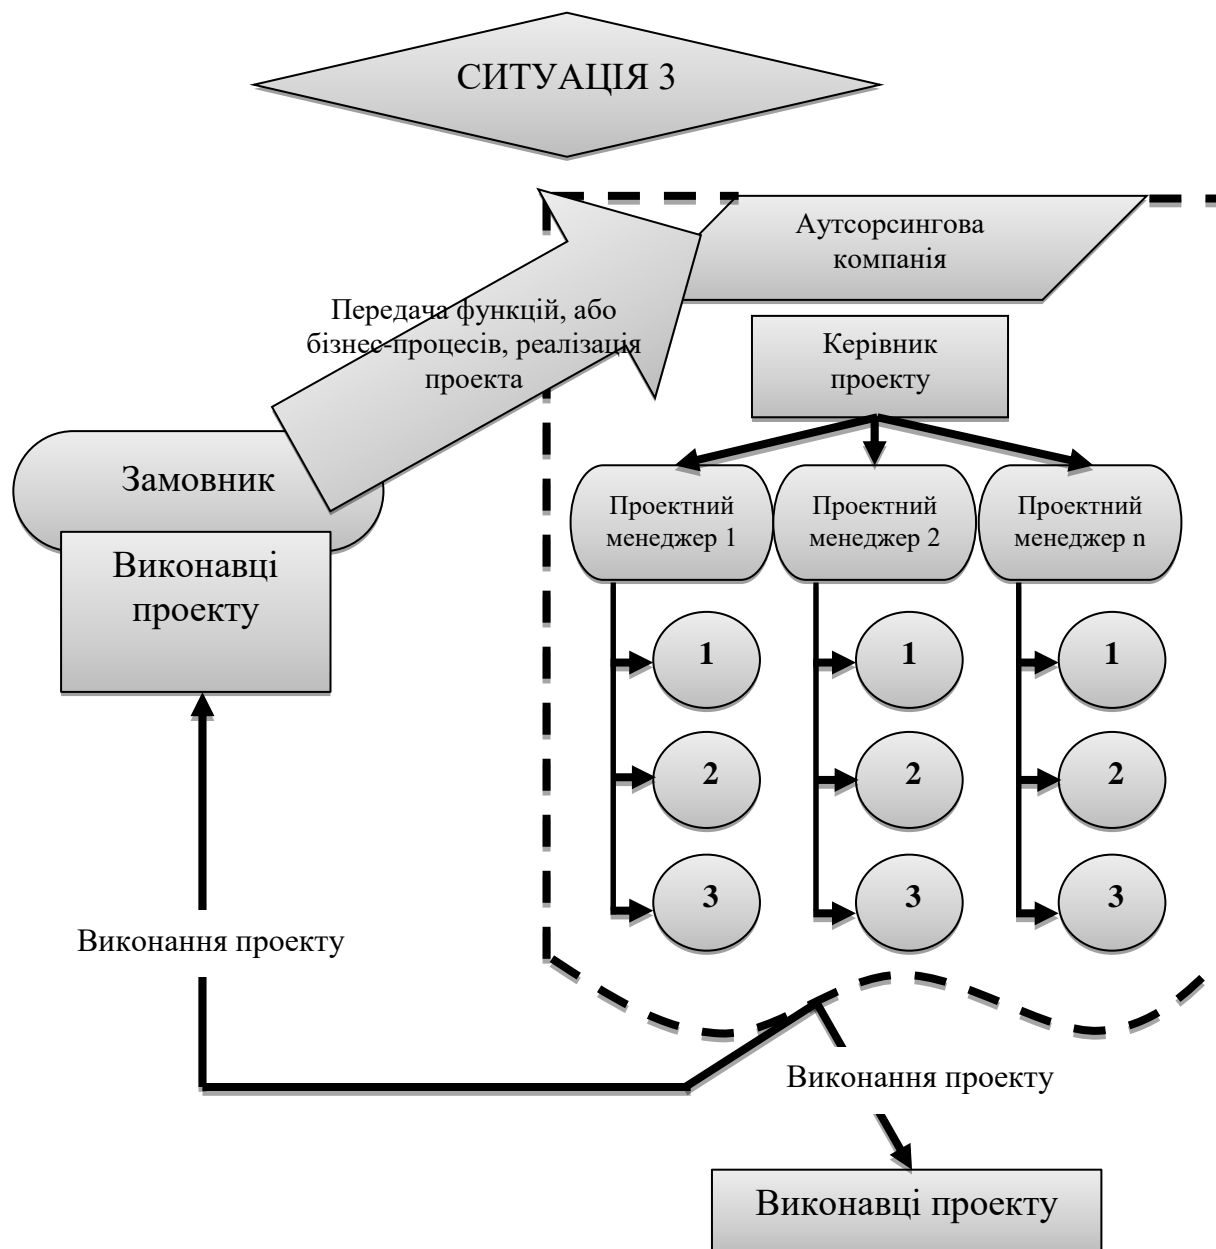 СИТУАЦІЯ 3
Аутсорсингова
компанія
Передача функцій, або
бізнес-процесів, реалізація
проекта
Керівник
проекту
Замовник
Виконавці
проекту
Проектний
менеджер 1
Проектний
менеджер 2
Проектний
менеджер n
1
1
1
2
2
2
3
3
3
Виконання проекту
Виконання проекту
Виконавці проекту